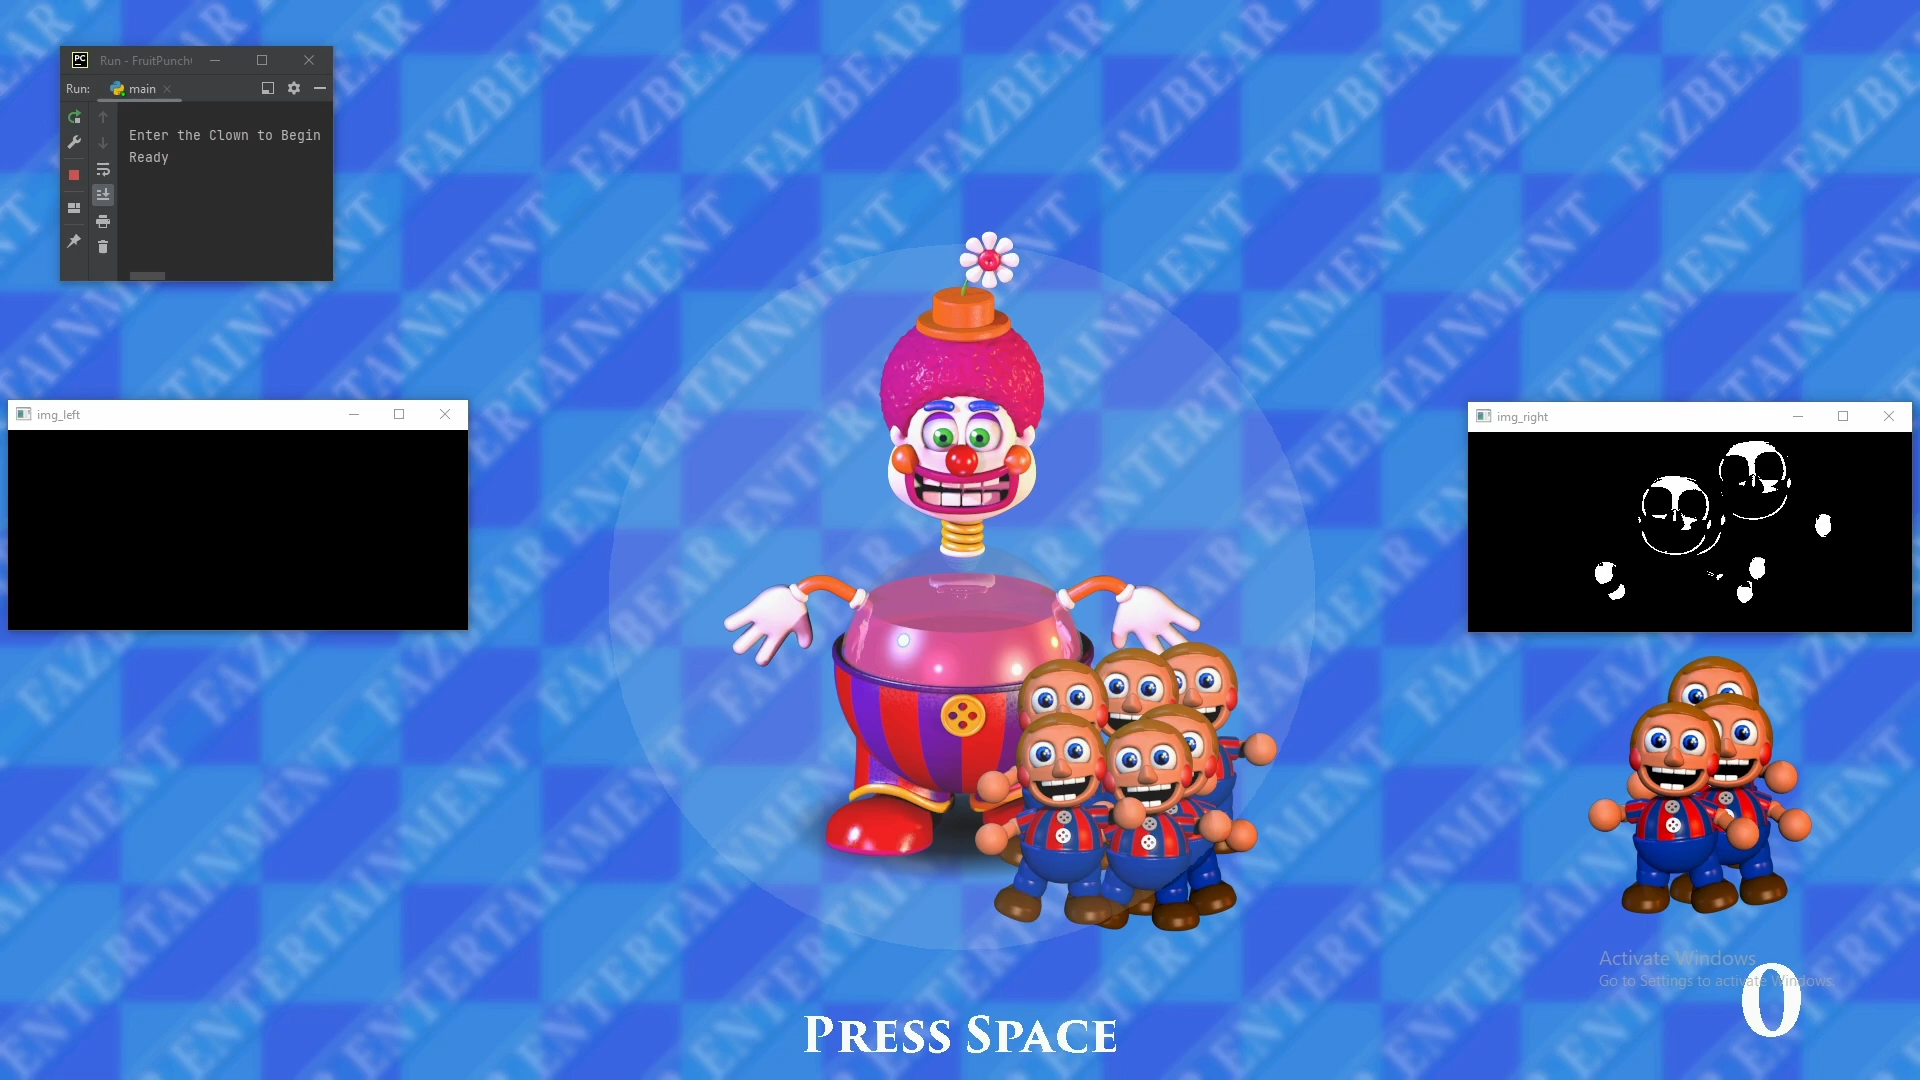 Run - FruitPunch
Run: main
Enter the Clown to Begin
Ready
img_left
img_right
FAZBEAR ENTERTAINMENT
Activate Windows
Go to Settings to activate Windows.
0
PRESS SPACE